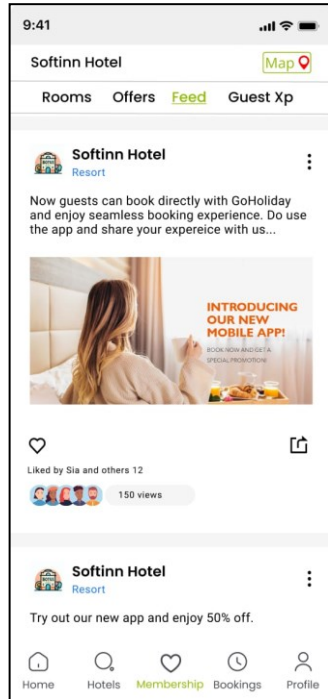 9:41
Softinn Hotel
Map
Rooms Offers Feed Guest Xp
Softinn Hotel
Resort
Now guests can book directly with GoHoliday
and enjoy seamless booking experience. Do use
the app and share your expereice with us...
INTRODUCING
OUR NEW
MOBILE APP!
BOOK NOW AND GET A
SPECIAL PROMOTION!
Liked by Sia and others 12
150 views
Softinn Hotel
Resort
Try out our new app and enjoy 50% off.
Home Hotels Membership Bookings Profile